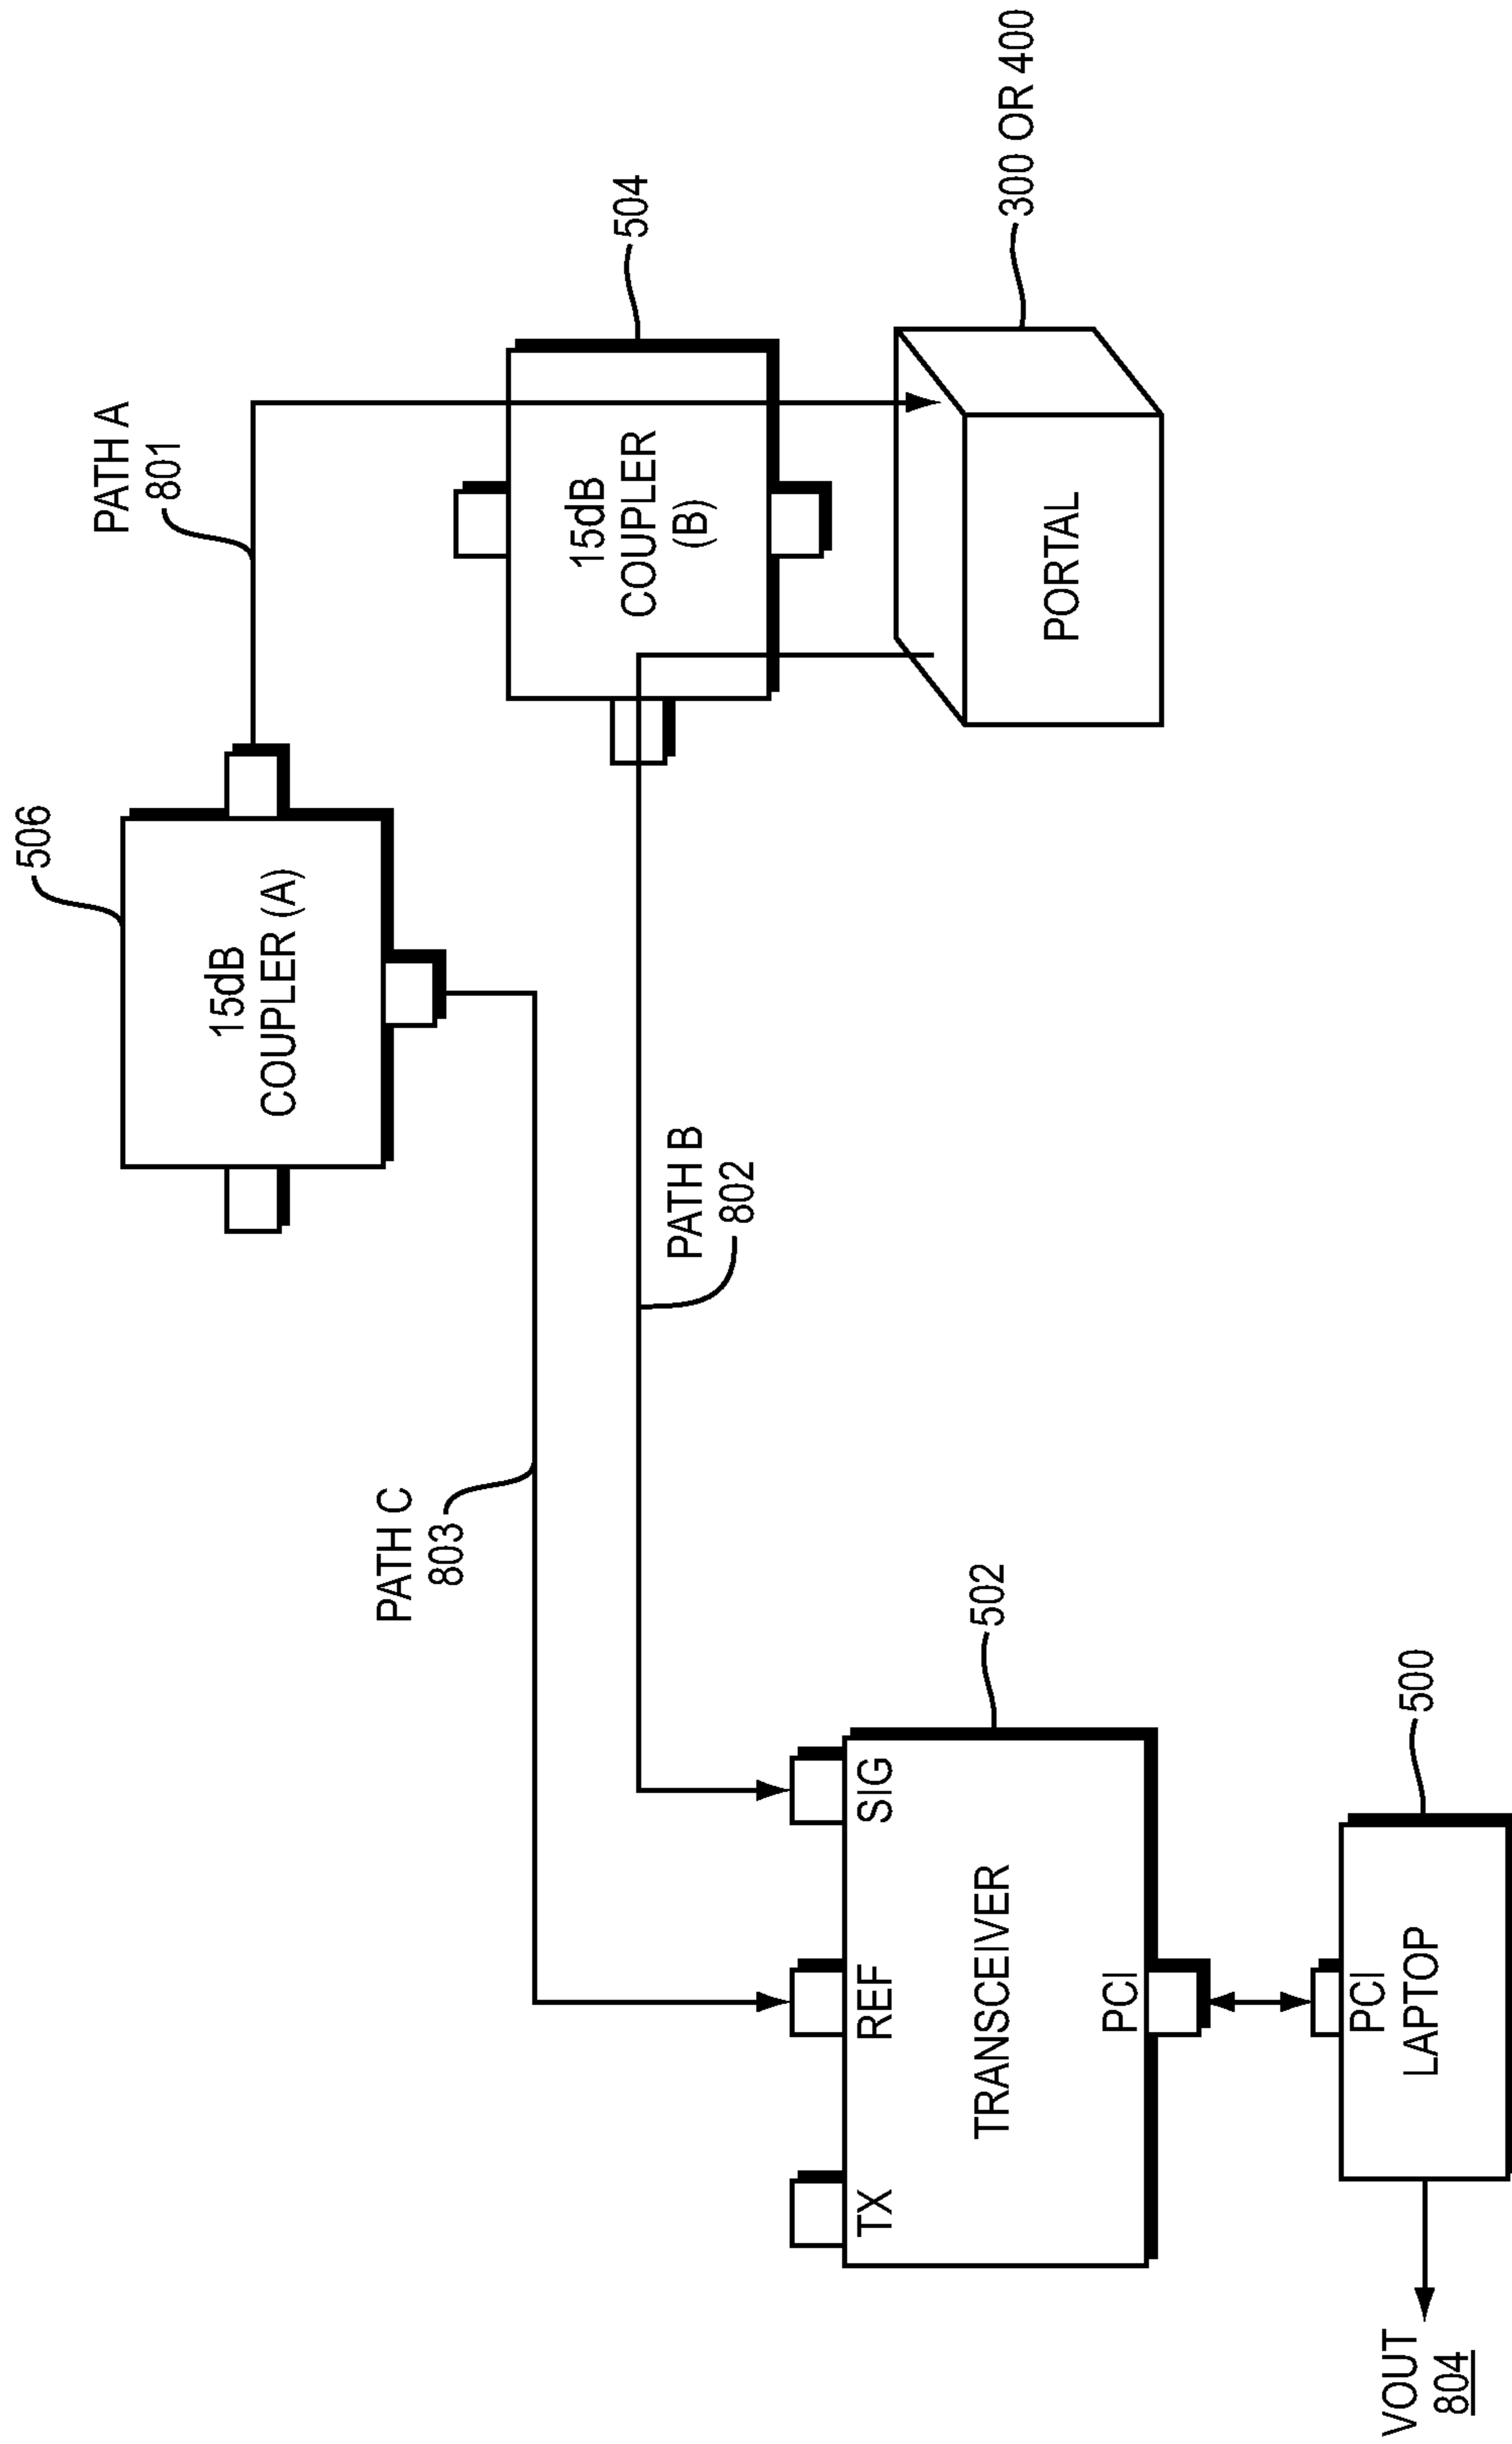 506
15dB
COUPLER (A)
PATH A
801
504
15dB
COUPLER
(B)
300 OR 400
PORTAL
PATH C
803
PATH B
802
502
TX
REF
SIG
TRANSCEIVER
PCI
500
PCI
LAPTOP
VOUT
804